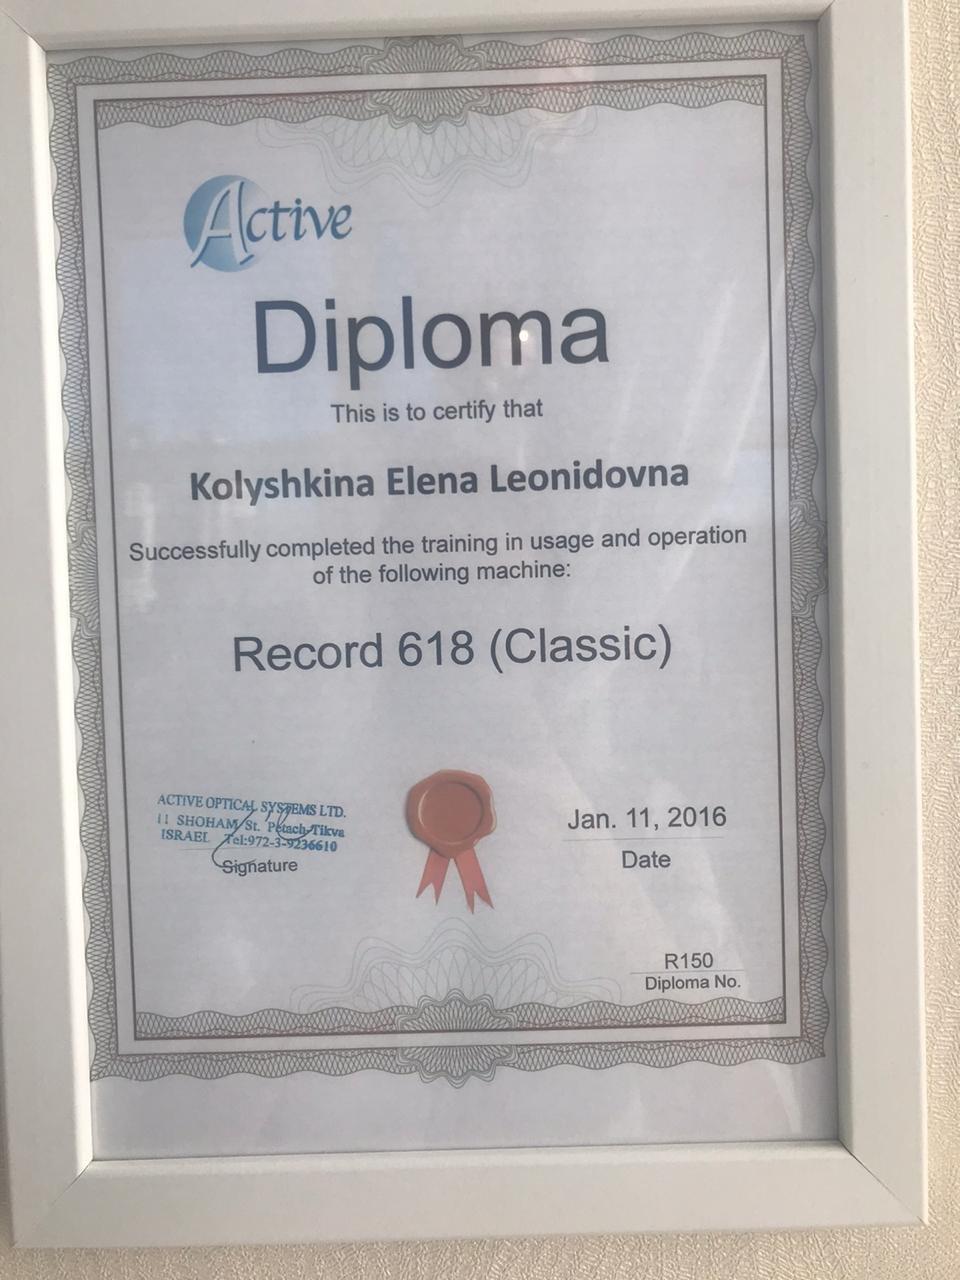 Active
Diploma
This is to certify that
Kolyshkina Elena Leonidovna
Successfully completed the training in usage and operation
of the following machine:
Record 618 (Classic)
ACTIVE OPTICAL SYSTEMS LTD.
11 SHOHAM St. Petach-Tikva
ISRAEL Tel:972-3-9236610
Signature
Jan. 11, 2016
Date
R150
Diploma No.